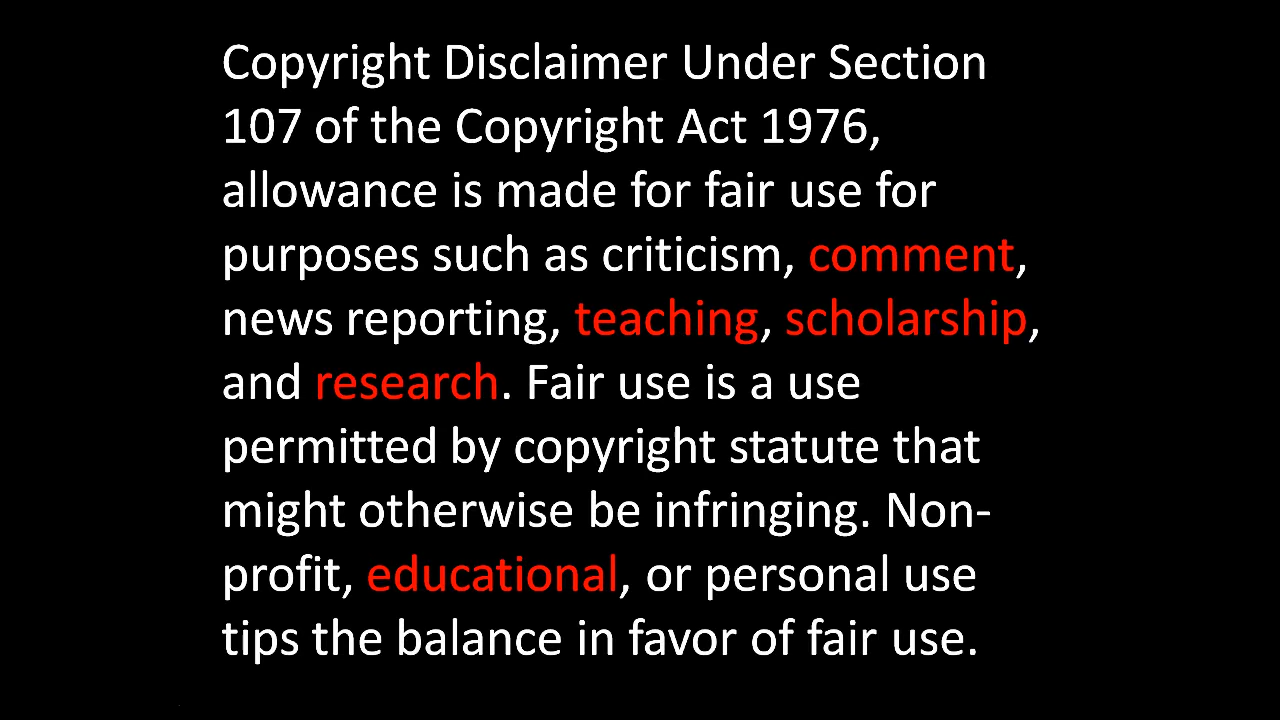 Copyright Disclaimer Under Section
107 of the Copyright Act 1976,
allowance is made for fair use for
purposes such as criticism, comment,
news reporting, teaching, scholarship,
and research. Fair use is a use
permitted by copyright statute that
might otherwise be infringing. Non-
profit, educational, or personal use
tips the balance in favor of fair use.